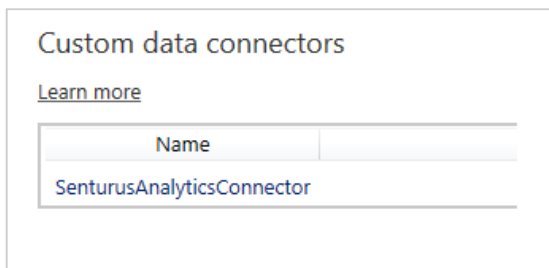 Custom data connectors
Learn more
Name
SenturusAnalyticsConnector